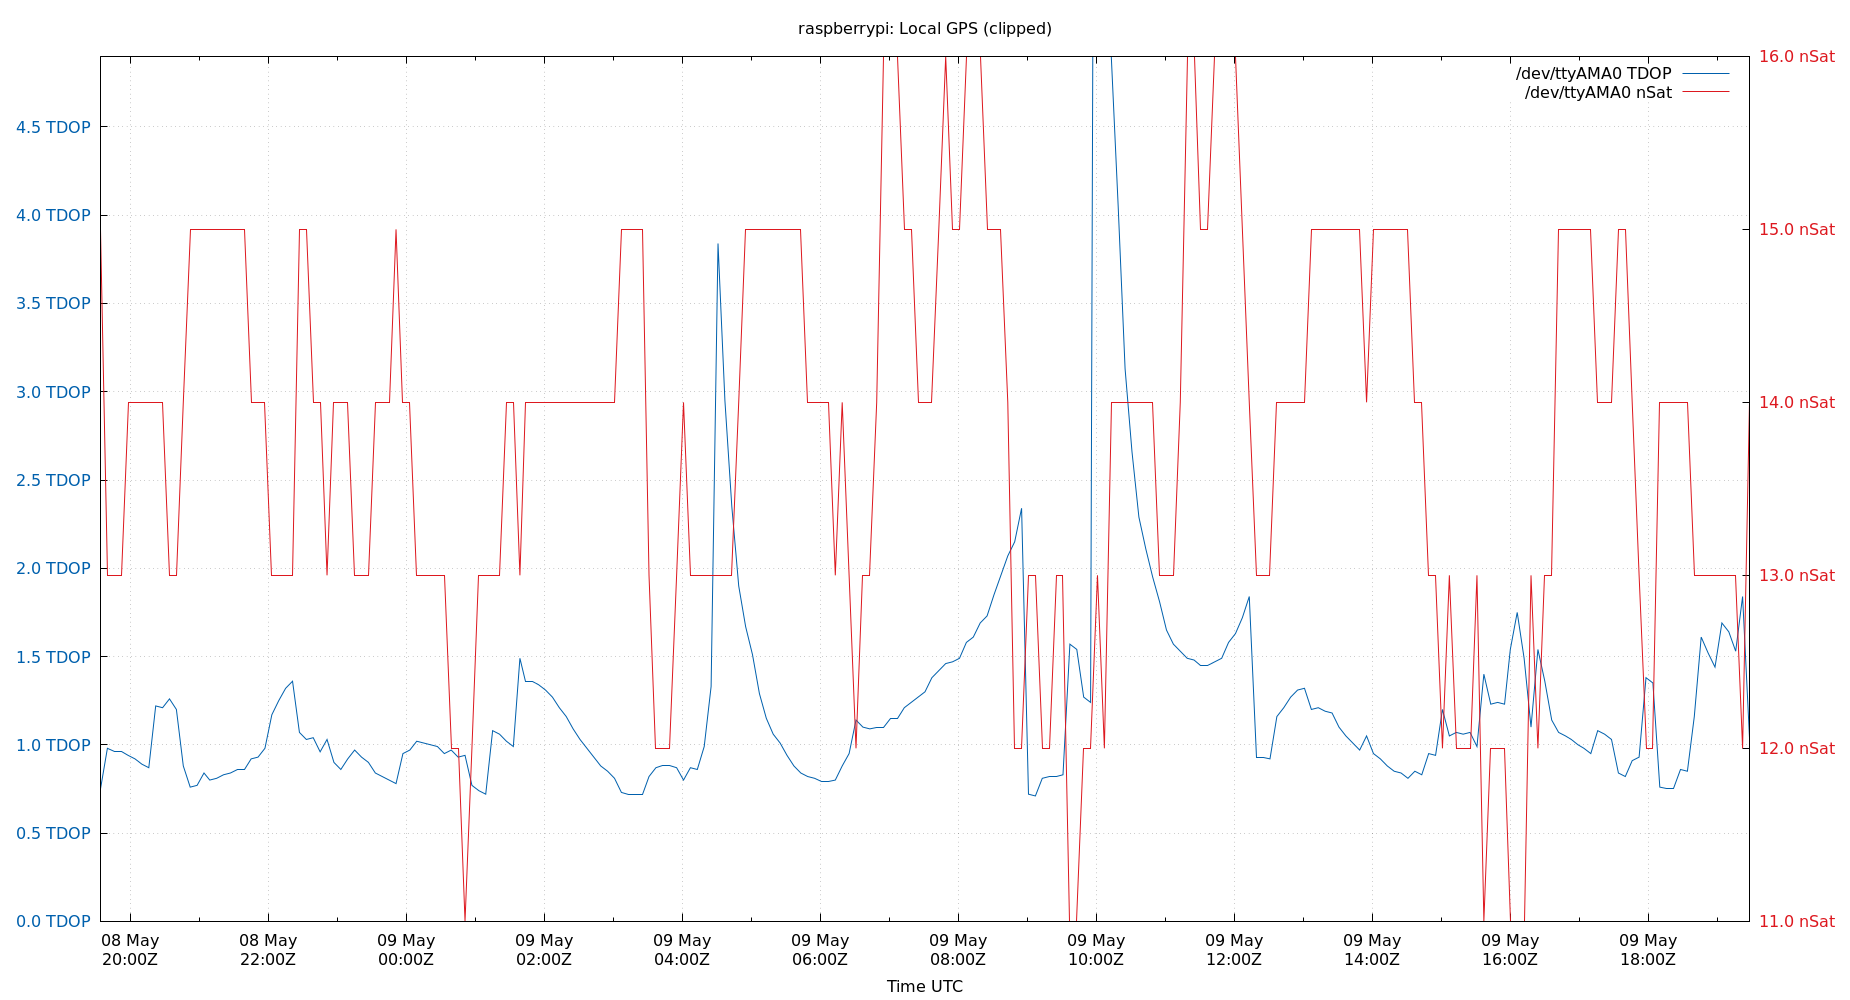 raspberrypi: Local GPS (clipped)
16.0 nSat
/dev/ttyAMA0 TDOP
/dev/ttyAMA0 nSat
4.5 TDOP
4.0 TDOP
15.0 nSat
3.5 TDOP
3.0 TDOP
14.0 nSat
2.5 TDOP
2.0 TDOP
13.0 nSat
1.5 TDOP
1.0 TDOP
12.0 nSat
0.5 TDOP
0.0 TDOP
11.0 nSat
08 May 08 May 09 May 09 May 09 May 09 May 09 May 09 May 09 May 09 May 09 May 09 May
20:00Z 22:00Z 00:00Z 02:00Z 04:00Z 06:00Z 08:00Z 10:00Z 12:00Z 14:00Z 16:00Z 18:00Z
Time UTC